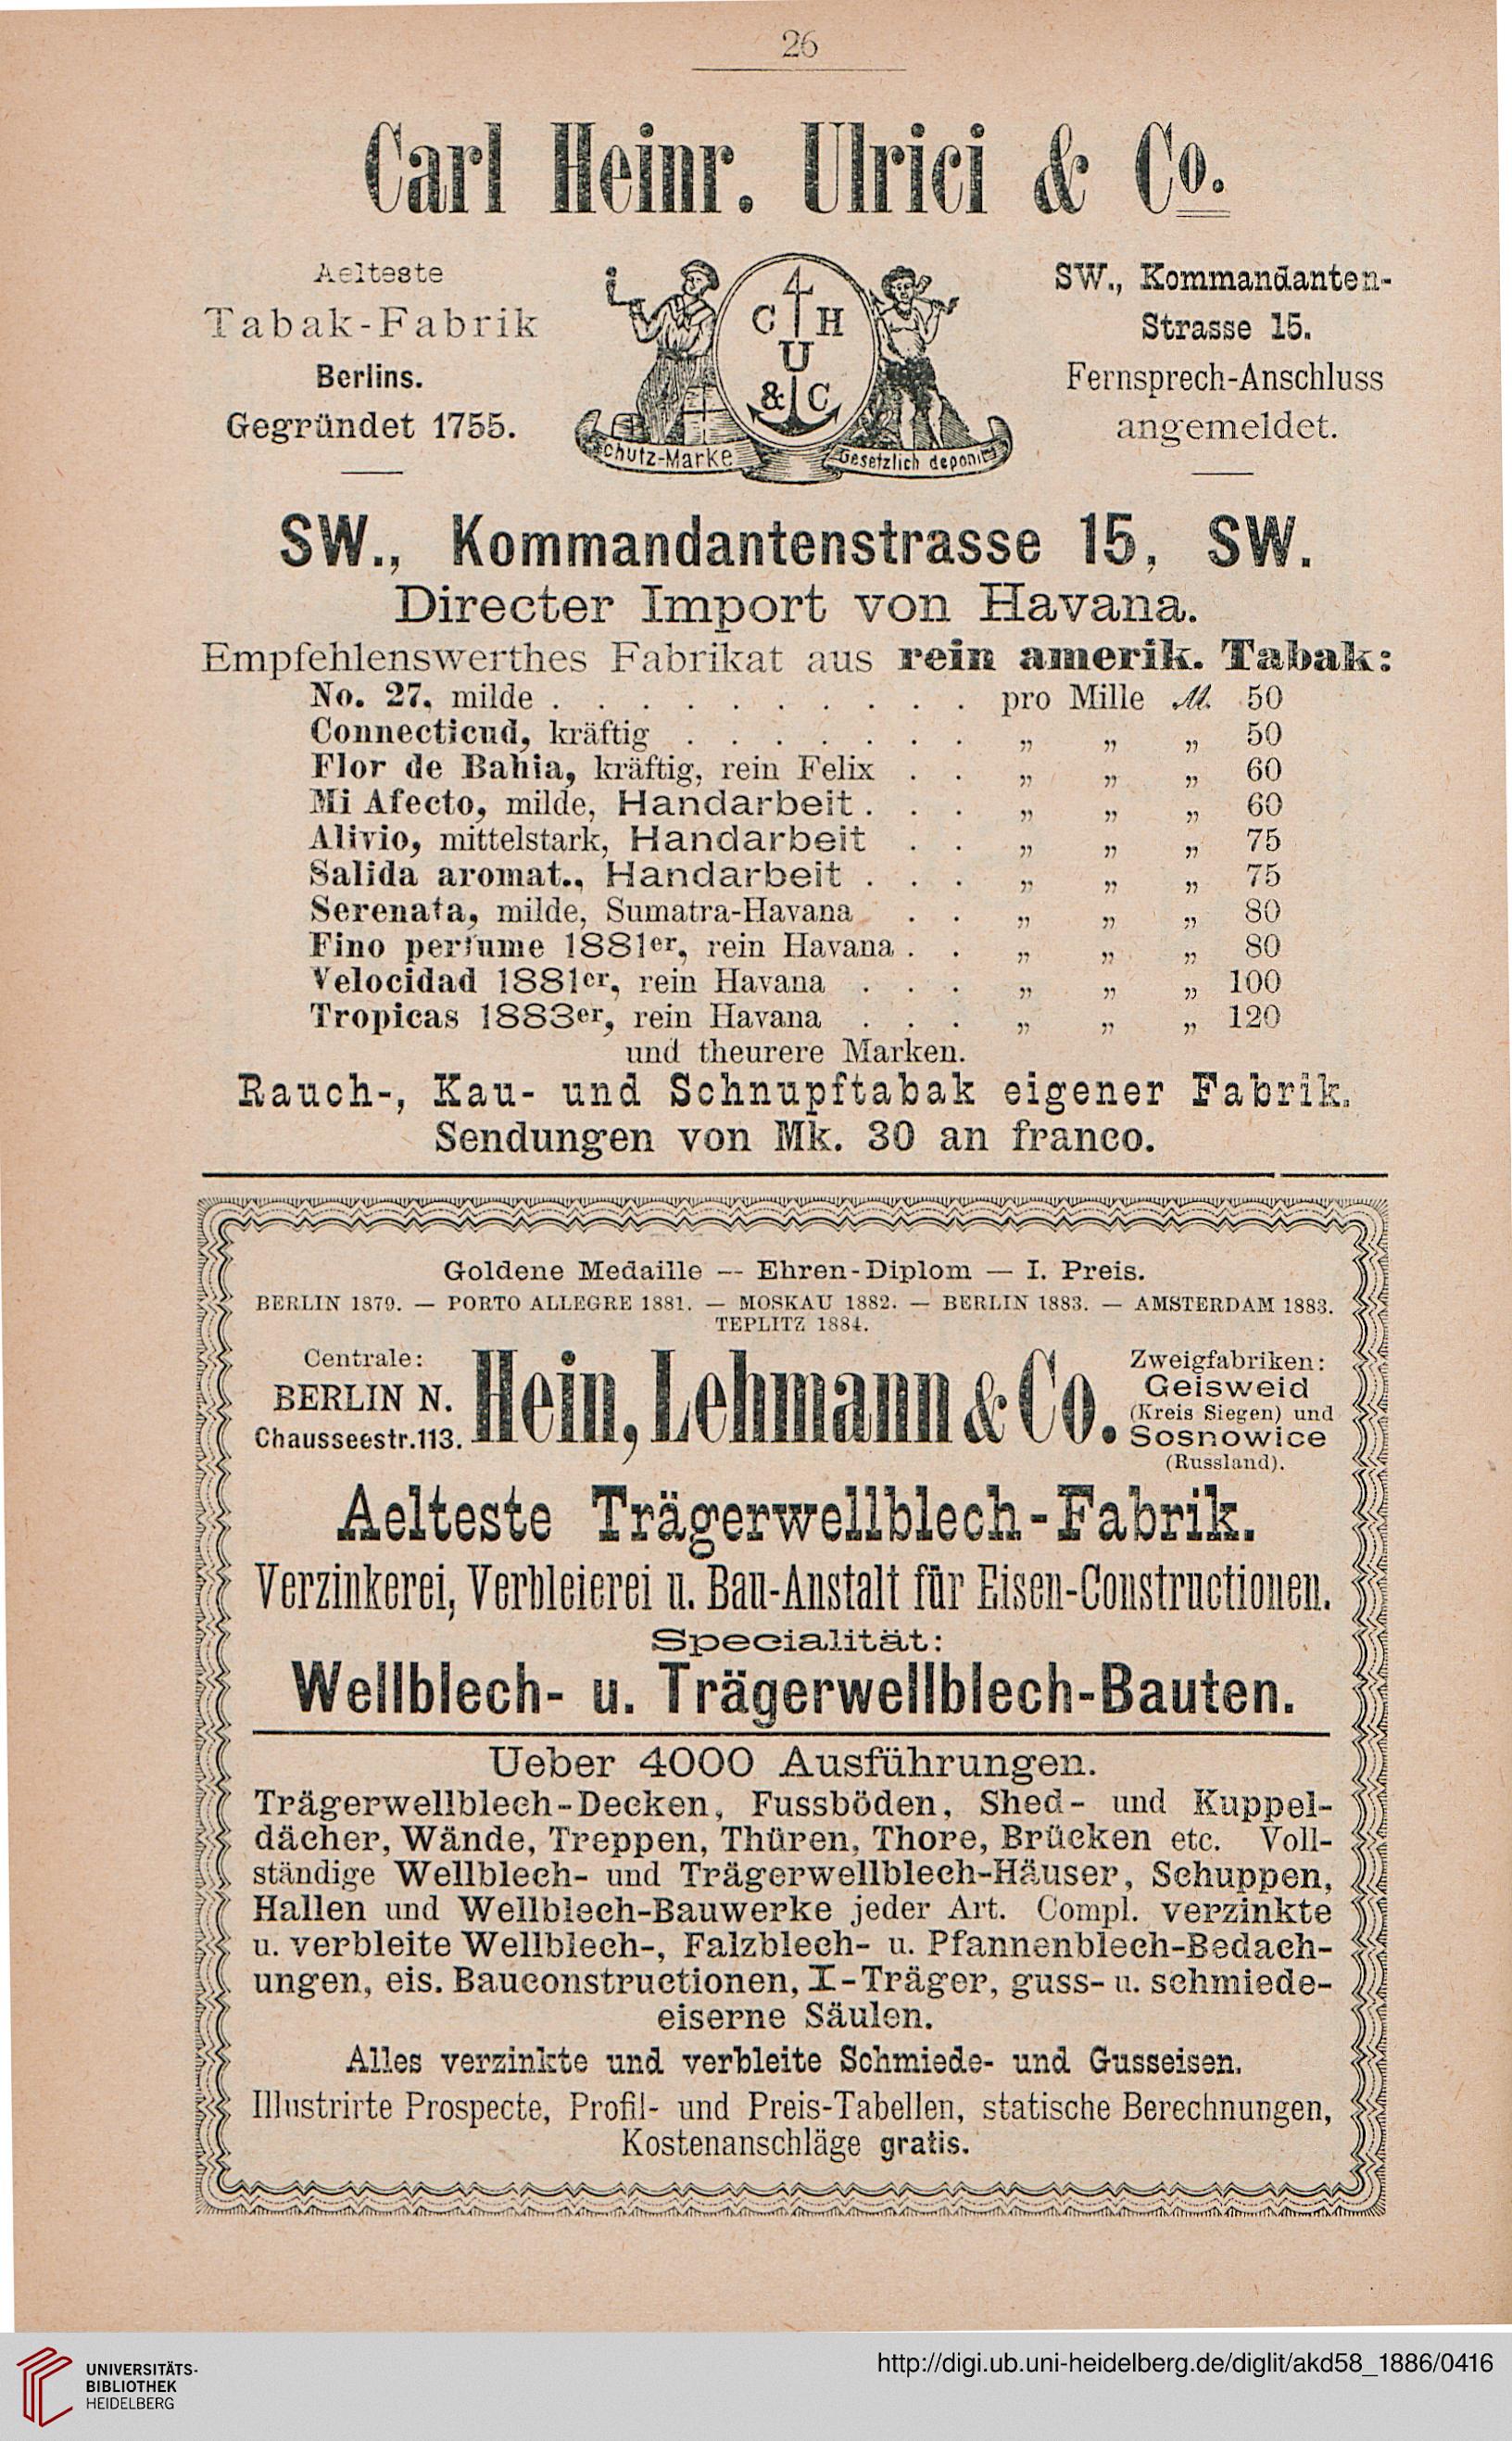 26
Carl Heinr. Ulrici & Co.
Aelteste
Tabak-Fabrik
Berlins.
Gegründet 1755.
C H
U
& C
Schutz-Marke
Gesetzlich deponirt
SW., Kommandanten-
Strasse 15.
Fernsprech-Anschluss
angemeldet.
SW., Kommandantenstrasse 15, SW.
Directer Import von Havana.
Empfehlenswerthes Fabrikat aus rein amerik. Tabak:
No. 27, milde . . . . . . . . . . pro Mille M. 50
Connecticud, kräftig . . . . . . . „ „ „ 50
Flor de Bahia, kräftig, rein Felix . . „ „ „ 60
Mi Afecto, milde, Handarbeit . . . „ „ „ 60
Alivio, mittelstark, Handarbeit . . „ „ „ 75
Salida aromat., Handarbeit . . . „ „ „ 75
Serenata, milde, Sumatra-Havana . . „ „ „ 80
Fino perfume 1881er, rein Havana . . „ „ „ 80
Velocidad 1881er, rein Havana . . . „ „ „ 100
Tropicas 1883er, rein Havana . . . „ „ „ 120
und theurere Marken.
Rauch-, Kau- und Schnupftabak eigener Fabrik.
Sendungen von Mk. 30 an franco.
Goldene Medaille — Ehren-Diplom — I. Preis.
BERLIN 1879. — PORTO ALLEGRE 1881. — MOSKAU 1882. — BERLIN 1883. — AMSTERDAM 1883.
TEPLITZ 1884.
Centrale:
BERLIN N.
Chausseestr.113.
Hein, Lehmann & Co.
Zweigfabriken:
Geisweid
(Kreis Siegen) und
Sosnowice
(Russland).
Aelteste Trägerwellblech-Fabrik.
Verzinkerei, Verbleierei u. Bau-Anstalt für Eisen-Constructionen.
Specialität:
Wellblech- u. Trägerwellblech-Bauten.
Ueber 4000 Ausführungen.
Trägerwellblech-Decken, Fussböden, Shed- und Kuppel-
dächer, Wände, Treppen, Thüren, Thore, Brücken etc. Voll-
ständige Wellblech- und Trägerwellblech-Häuser, Schuppen,
Hallen und Wellblech-Bauwerke jeder Art. Compl. verzinkte
u. verbleite Wellblech-, Falzblech- u. Pfannenblech-Bedach-
ungen, eis. Bauconstructionen, I-Träger, guss- u. schmiede-
eiserne Säulen.
Alles verzinkte und verbleite Schmiede- und Gusseisen.
Illustrirte Prospecte, Profil- und Preis-Tabellen, statische Berechnungen,
Kostenanschläge gratis.
UNIVERSITÄTS-
BIBLIOTHEK
HEIDELBERG
http://digi.ub.uni-heidelberg.de/diglit/akd58_1886/0416